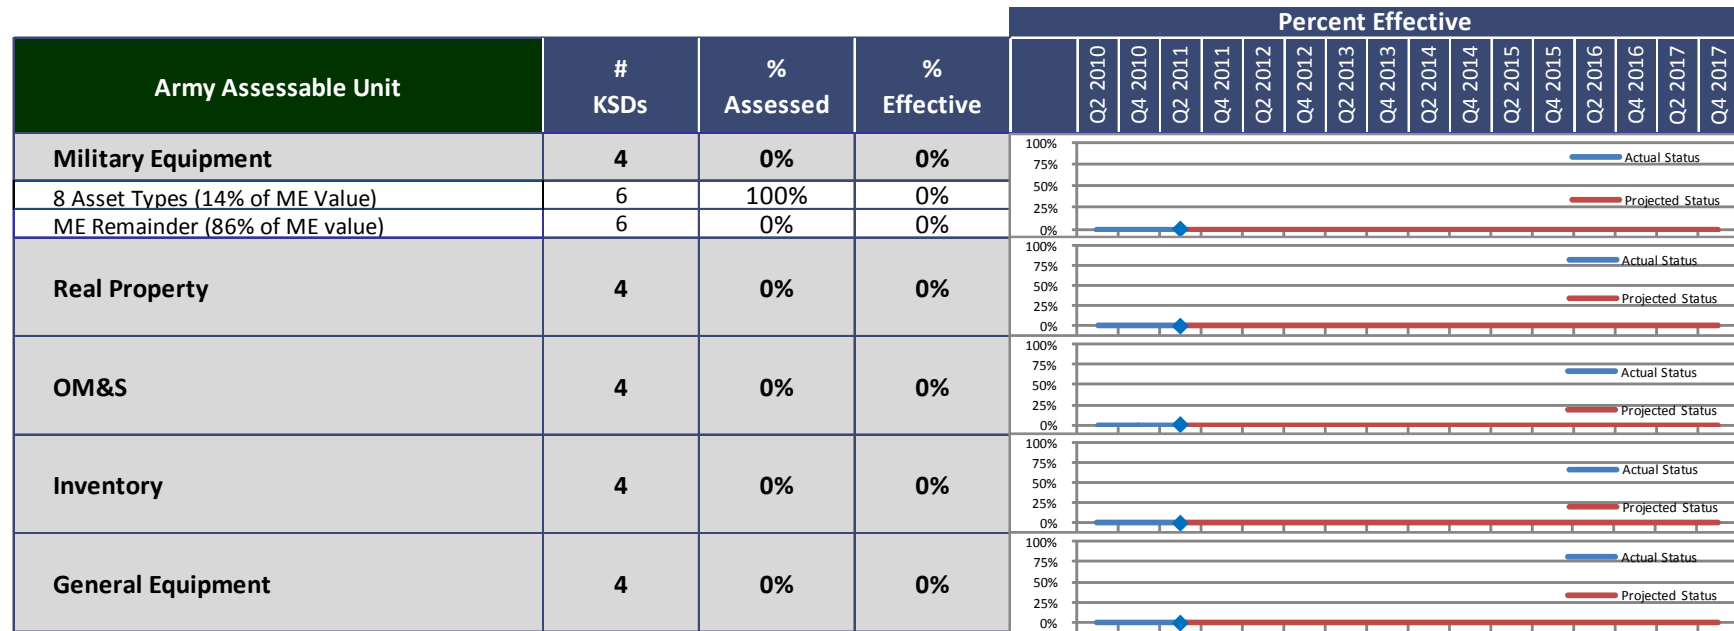 Percent Effective
Army Assessable Unit
#
KSDs
%
Assessed
%
Effective
Q2 2010
Q4 2010
Q2 2011
Q4 2011
Q2 2012
Q4 2012
Q2 2013
Q4 2013
Q2 2014
Q4 2014
Q2 2015
Q4 2015
Q2 2016
Q4 2016
Q2 2017
Q4 2017
Military Equipment 4 0% 0%
8 Asset Types (14% of ME Value) 6 100% 0%
ME Remainder (86% of ME value) 6 0% 0%
100%
75%
50%
25%
0%
Actual Status
Projected Status
Real Property 4 0% 0%
100%
75%
50%
25%
0%
Actual Status
Projected Status
OM&S 4 0% 0%
100%
75%
50%
25%
0%
Actual Status
Projected Status
Inventory 4 0% 0%
100%
75%
50%
25%
0%
Actual Status
Projected Status
General Equipment 4 0% 0%
100%
75%
50%
25%
0%
Actual Status
Projected Status